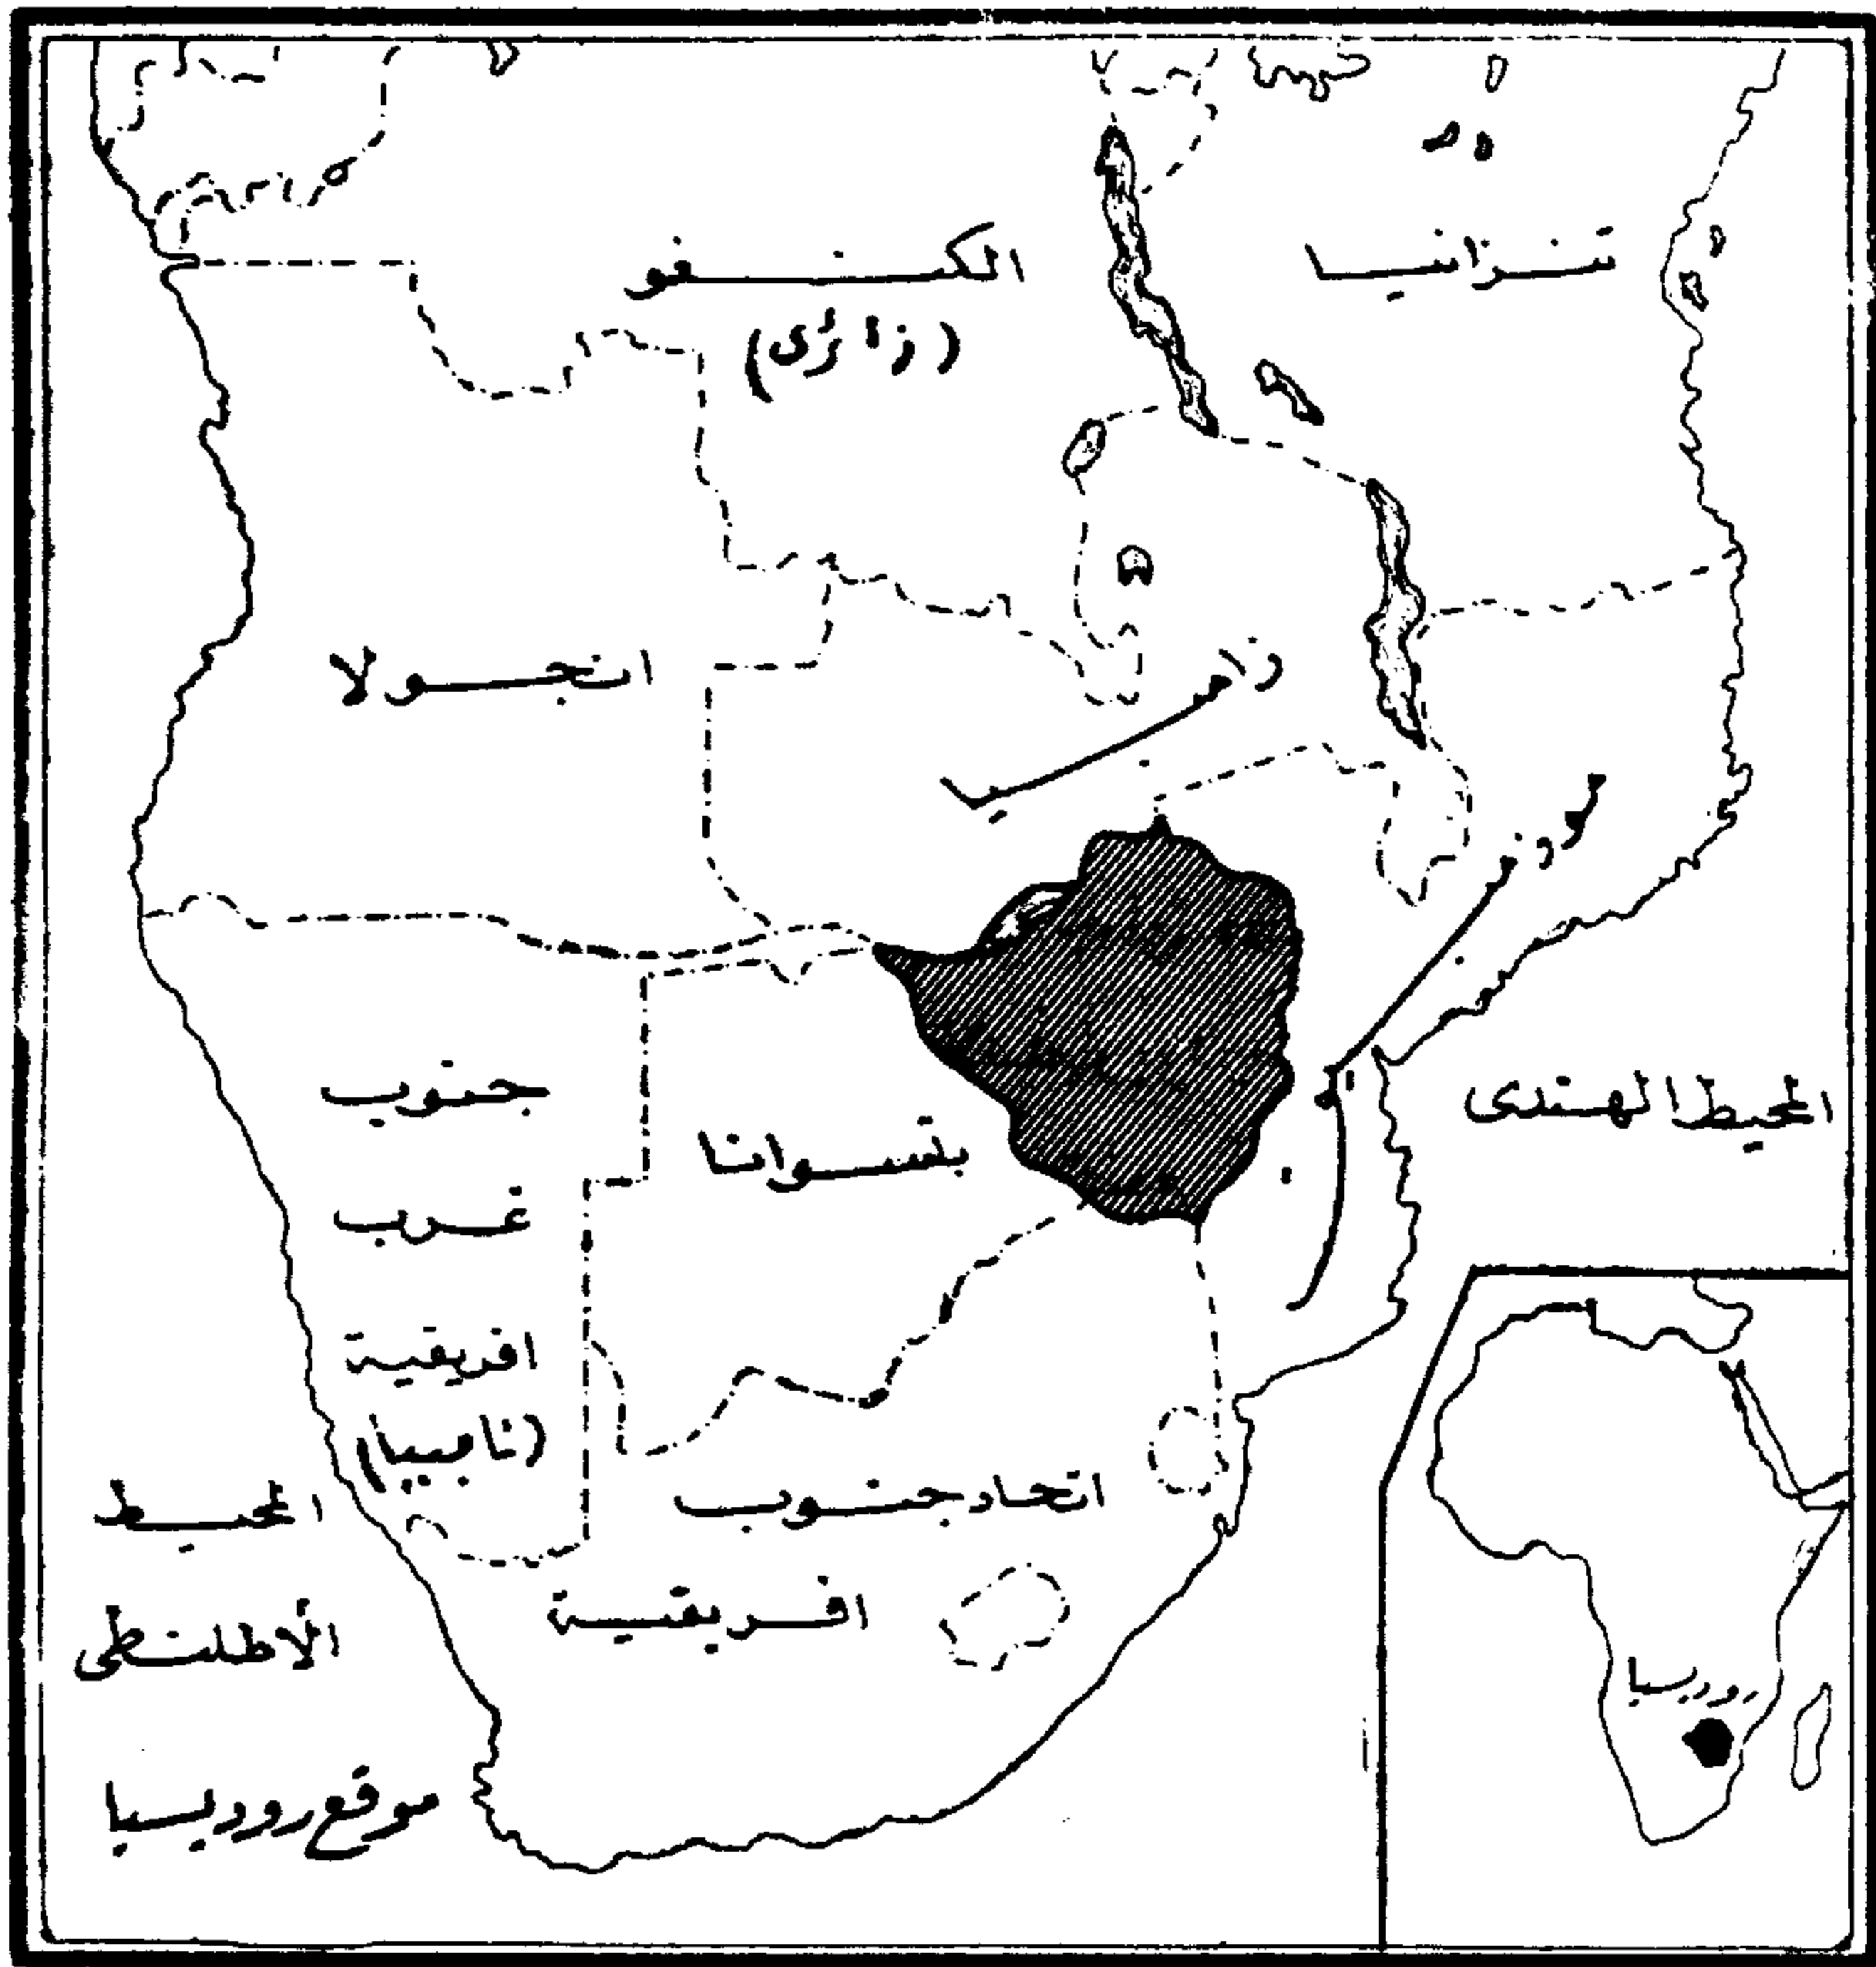 تنزانيا
الكنغو
(زائرى)
زامبيا
انجولا
موزمبيق
المحيط الهندى
جنوب
غرب
افريقية
(نامبيا)
بتسوانا
اتحاد جنوب
افريقية
المحيط
الأطلنطى
روديسيا
موقع روديسيا